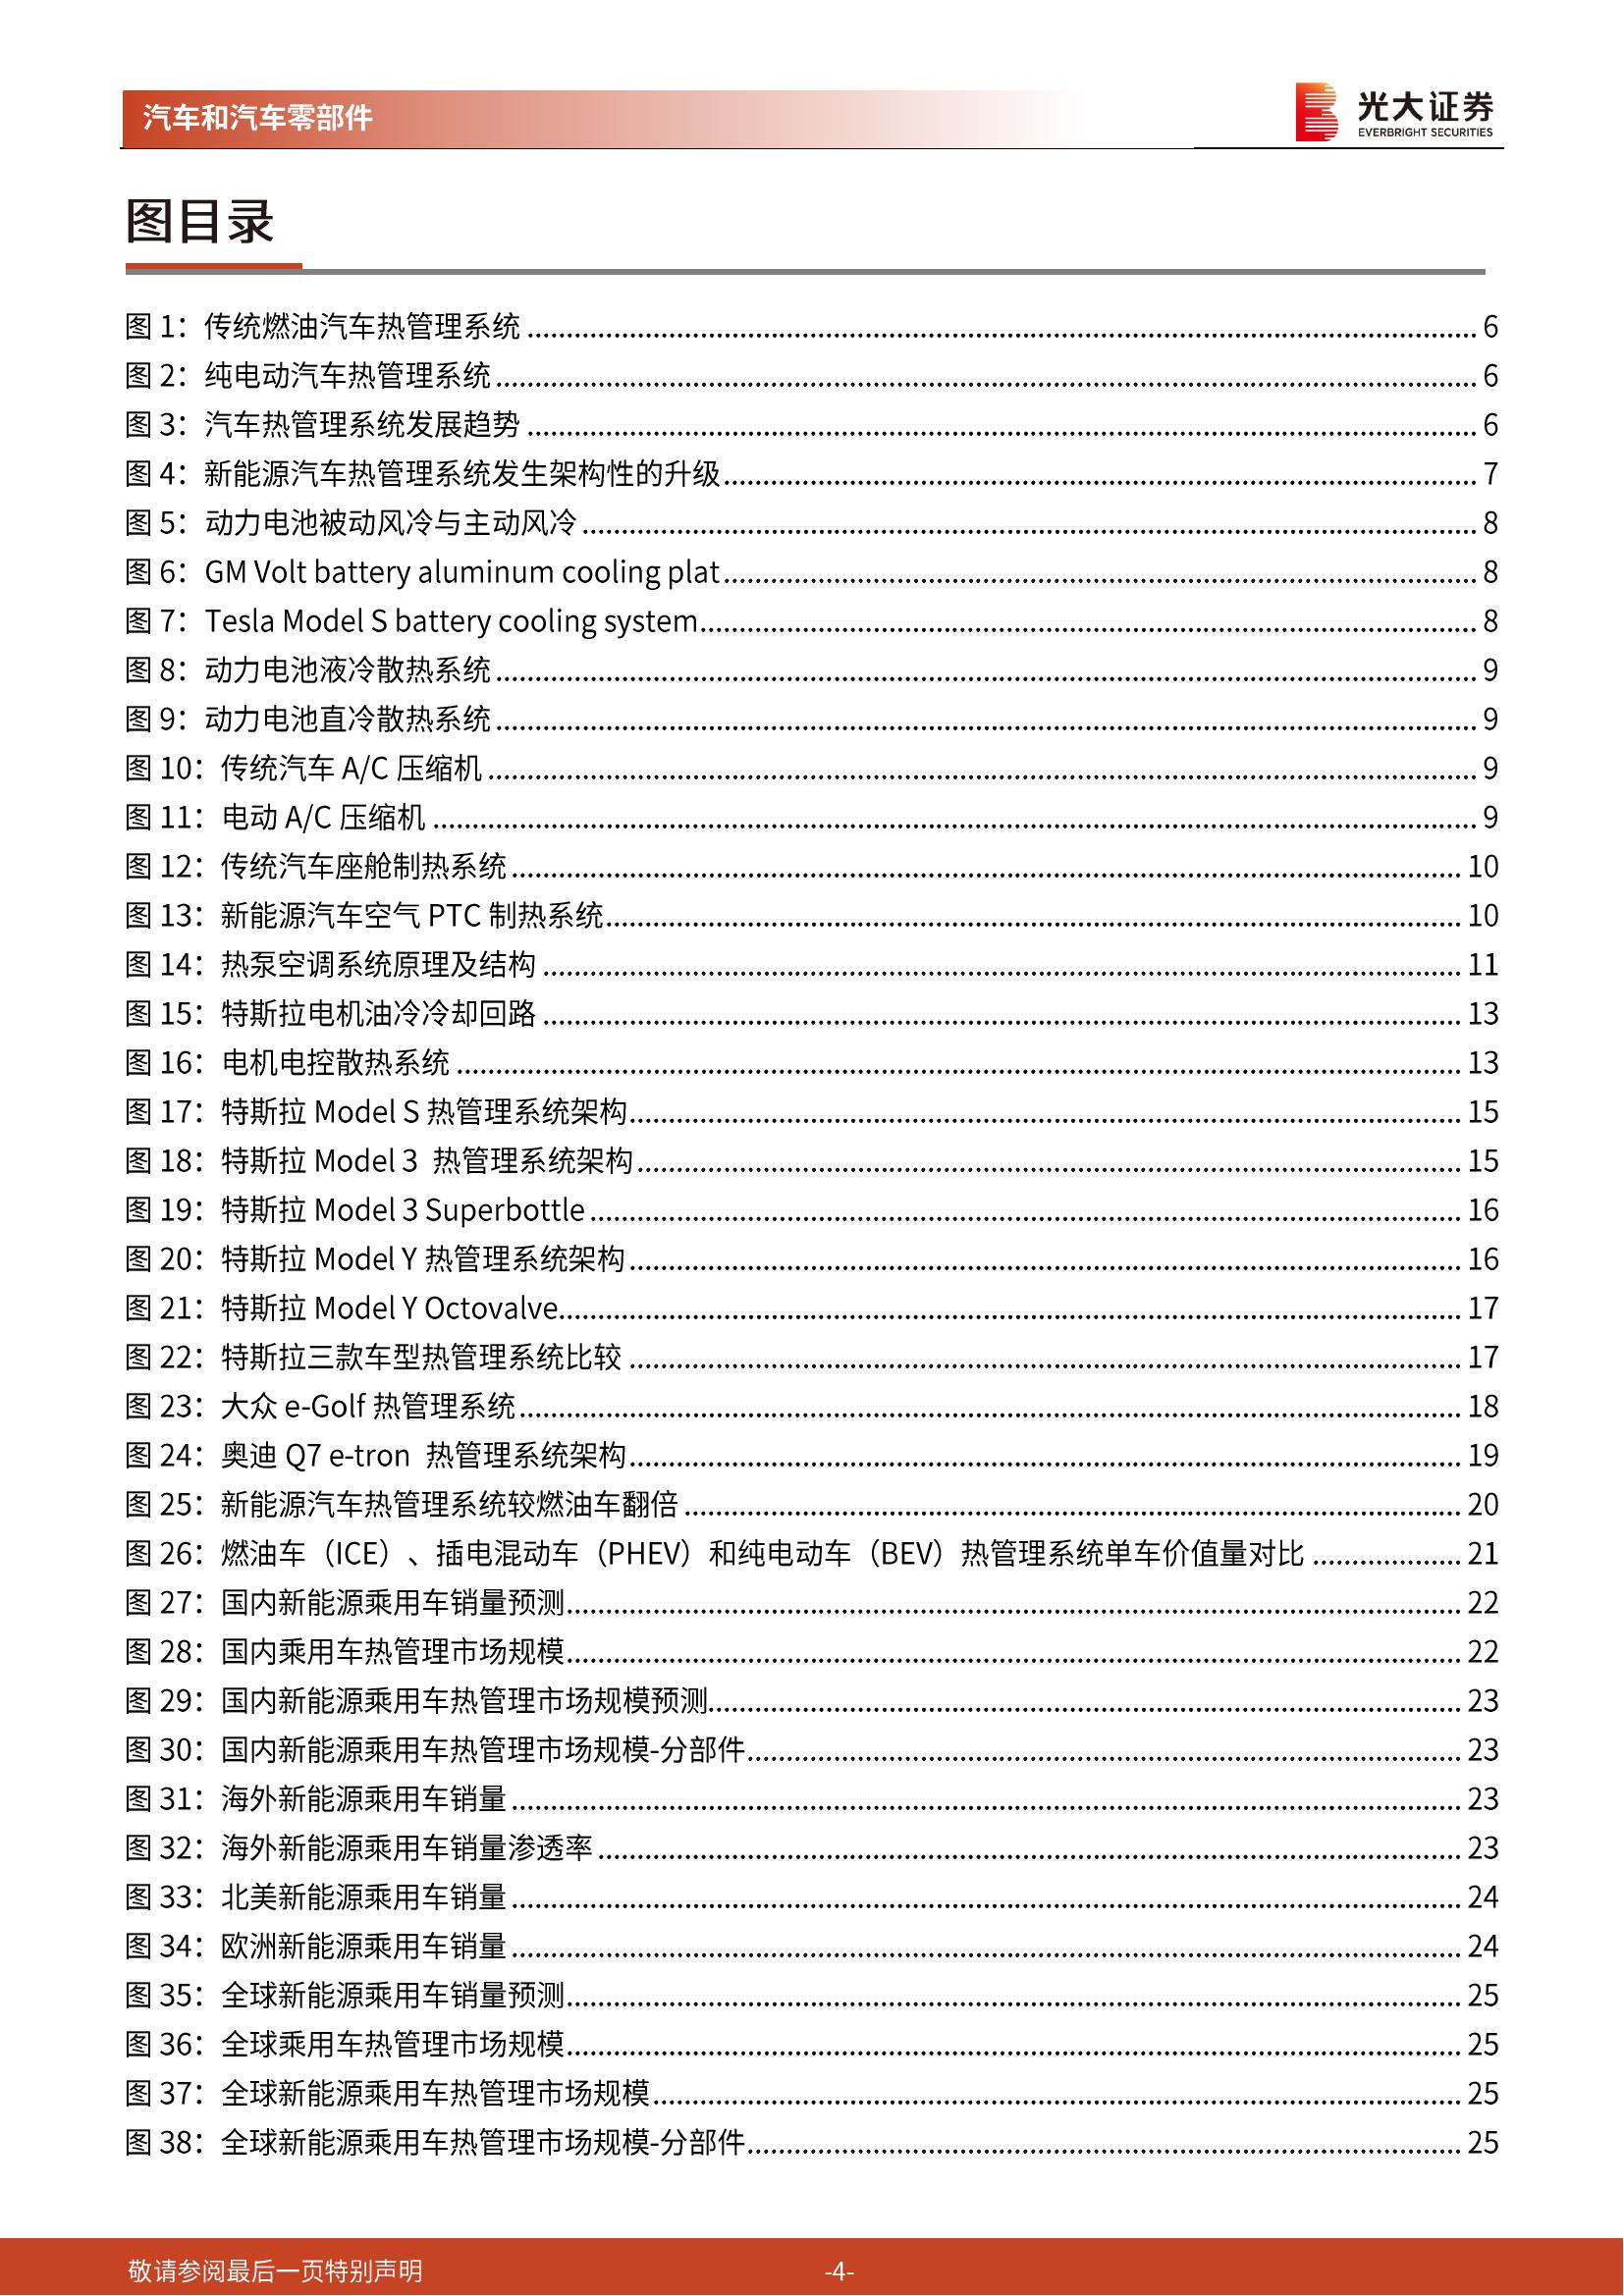 汽车和汽车零部件
光大证券
EVERBRIGHT SECURITIES
图目录
图 1：传统燃油汽车热管理系统 ........ 6
图 2：纯电动汽车热管理系统 ........ 6
图 3：汽车热管理系统发展趋势 ........ 6
图 4：新能源汽车热管理系统发生架构性的升级 ........ 7
图 5：动力电池被动风冷与主动风冷 ........ 8
图 6：GM Volt battery aluminum cooling plat ........ 8
图 7：Tesla Model S battery cooling system ........ 8
图 8：动力电池液冷散热系统 ........ 9
图 9：动力电池直冷散热系统 ........ 9
图 10：传统汽车 A/C 压缩机 ........ 9
图 11：电动 A/C 压缩机 ........ 9
图 12：传统汽车座舱制热系统 ........ 10
图 13：新能源汽车空气 PTC 制热系统 ........ 10
图 14：热泵空调系统原理及结构 ........ 11
图 15：特斯拉电机油冷冷却回路 ........ 13
图 16：电机电控散热系统 ........ 13
图 17：特斯拉 Model S 热管理系统架构 ........ 15
图 18：特斯拉 Model 3 热管理系统架构 ........ 15
图 19：特斯拉 Model 3 Superbottle ........ 16
图 20：特斯拉 Model Y 热管理系统架构 ........ 16
图 21：特斯拉 Model Y Octovalve ........ 17
图 22：特斯拉三款车型热管理系统比较 ........ 17
图 23：大众 e-Golf 热管理系统 ........ 18
图 24：奥迪 Q7 e-tron 热管理系统架构 ........ 19
图 25：新能源汽车热管理系统较燃油车翻倍 ........ 20
图 26：燃油车（ICE）、插电混动车（PHEV）和纯电动车（BEV）热管理系统单车价值量对比 ........ 21
图 27：国内新能源乘用车销量预测 ........ 22
图 28：国内乘用车热管理市场规模 ........ 22
图 29：国内新能源乘用车热管理市场规模预测 ........ 23
图 30：国内新能源乘用车热管理市场规模-分部件 ........ 23
图 31：海外新能源乘用车销量 ........ 23
图 32：海外新能源乘用车销量渗透率 ........ 23
图 33：北美新能源乘用车销量 ........ 24
图 34：欧洲新能源乘用车销量 ........ 24
图 35：全球新能源乘用车销量预测 ........ 25
图 36：全球乘用车热管理市场规模 ........ 25
图 37：全球新能源乘用车热管理市场规模 ........ 25
图 38：全球新能源乘用车热管理市场规模-分部件 ........ 25
敬请参阅最后一页特别声明
-4-